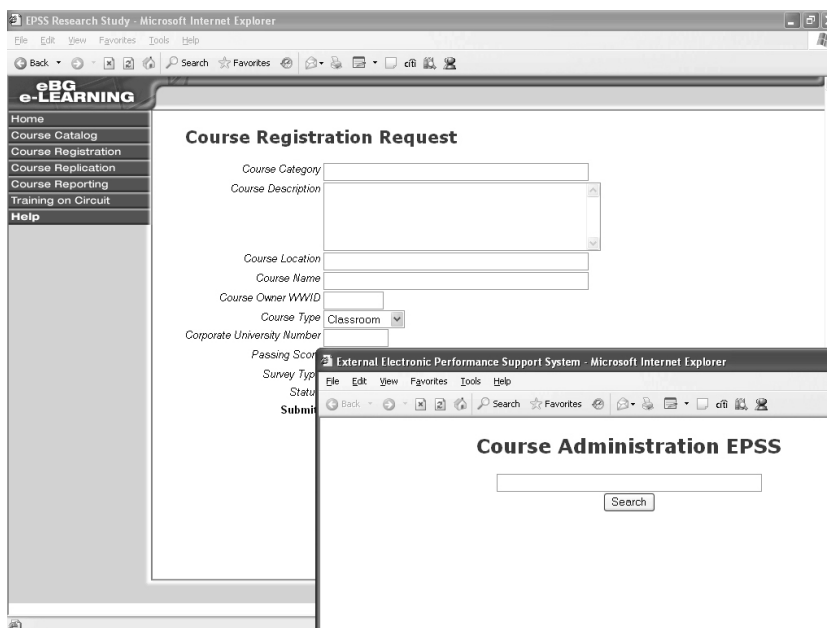 EPSS Research Study - Microsoft Internet Explorer
File Edit View Favorites Tools Help
Back Search Favorites
eBG
e-LEARNING
Home
Course Catalog
Course Registration
Course Replication
Course Reporting
Training on Circuit
Help
Course Registration Request
Course Category
Course Description
Course Location
Course Name
Course Owner WWID
Course Type Classroom
Corporate University Number
Passing Scor
Survey Typ
Statu
Submi
External Electronic Performance Support System - Microsoft Internet Explorer
File Edit View Favorites Tools Help
Back Search Favorites
Course Administration EPSS
Search